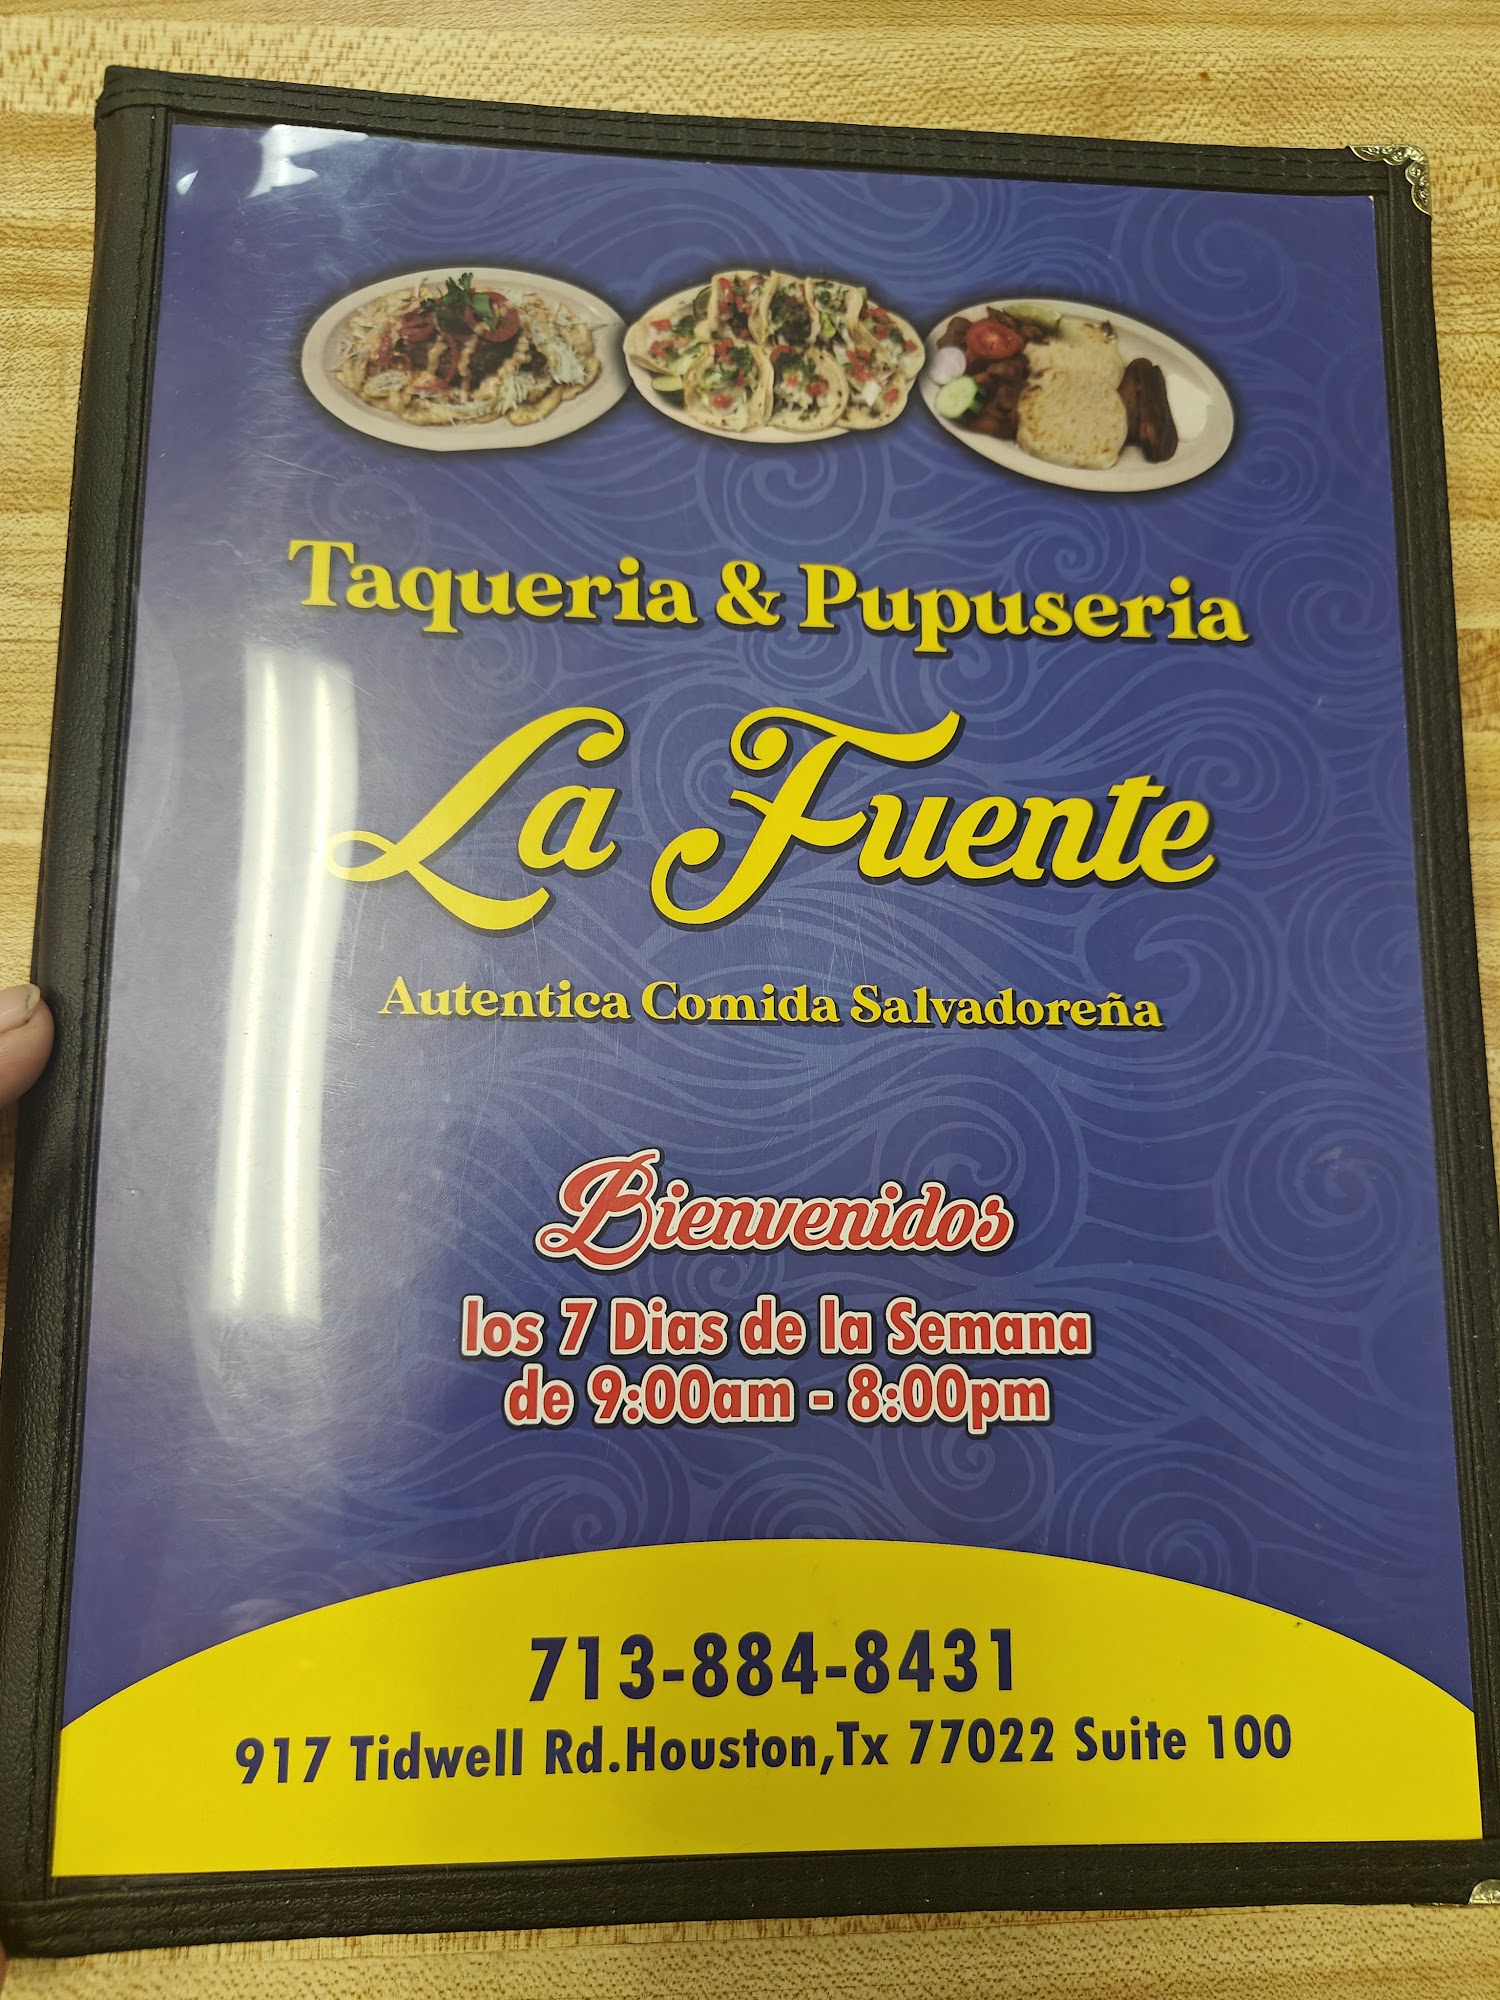 Taqueria & Pupuseria
La Fuente
Autentica Comida Salvadoreña
Bienvenidos
los 7 Dias de la Semana
de 9:00am - 8:00pm
713-884-8431
917 Tidwell Rd.Houston,Tx 77022 Suite 100